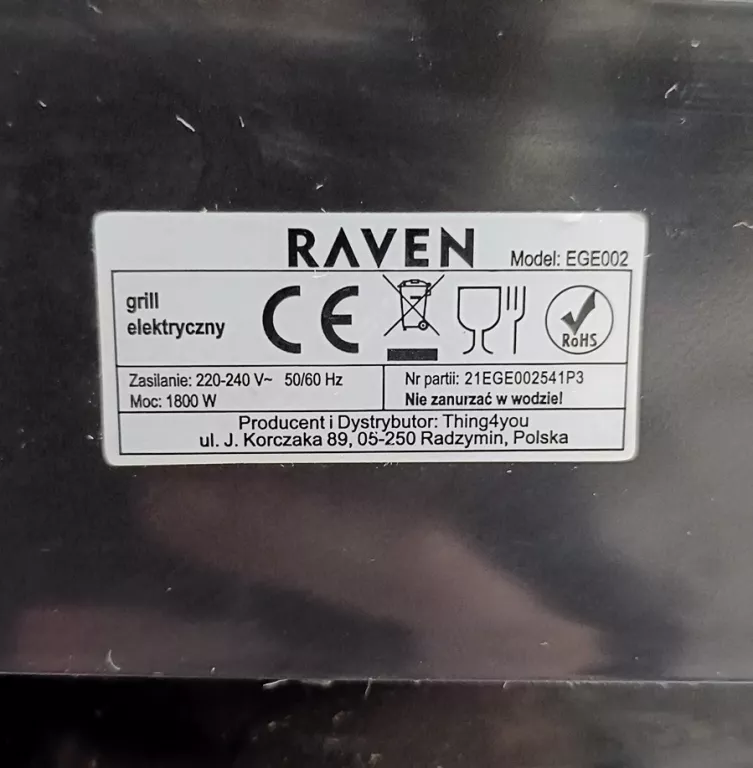 RAVEN Model: EGE002
grill
elektryczny
CE
RoHS
Zasilanie: 220-240 V~ 50/60 Hz
Moc: 1800 W
Nr partii: 21EGE002541P3
Nie zanurzać w wodzie!
Producent i Dystrybutor: Thing4you
ul. J. Korczaka 89, 05-250 Radzymin, Polska